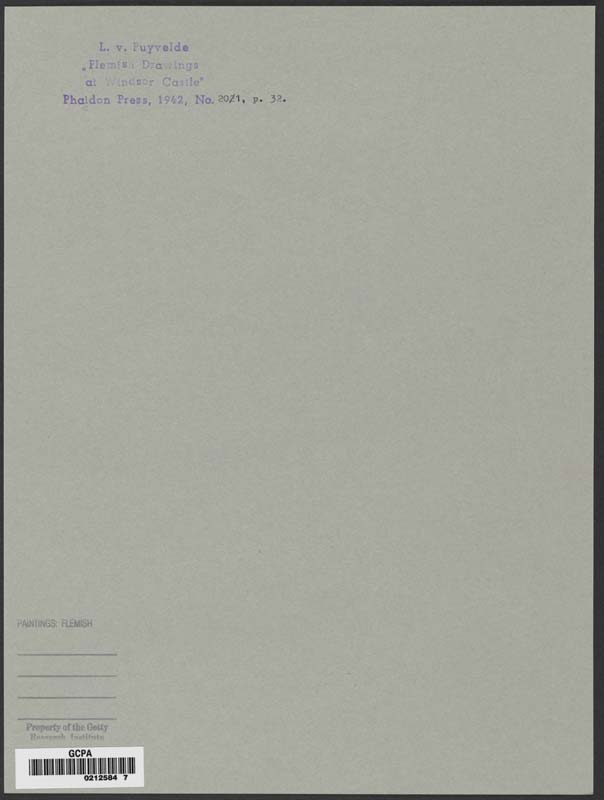 L. v. Puyvelde
„Flemish Drawings
at Windsor Castle"
Phaidon Press, 1942, No. 20/1, p. 32.
PAINTINGS: FLEMISH
Property of the Getty
Research Institute
GCPA
0212584 7